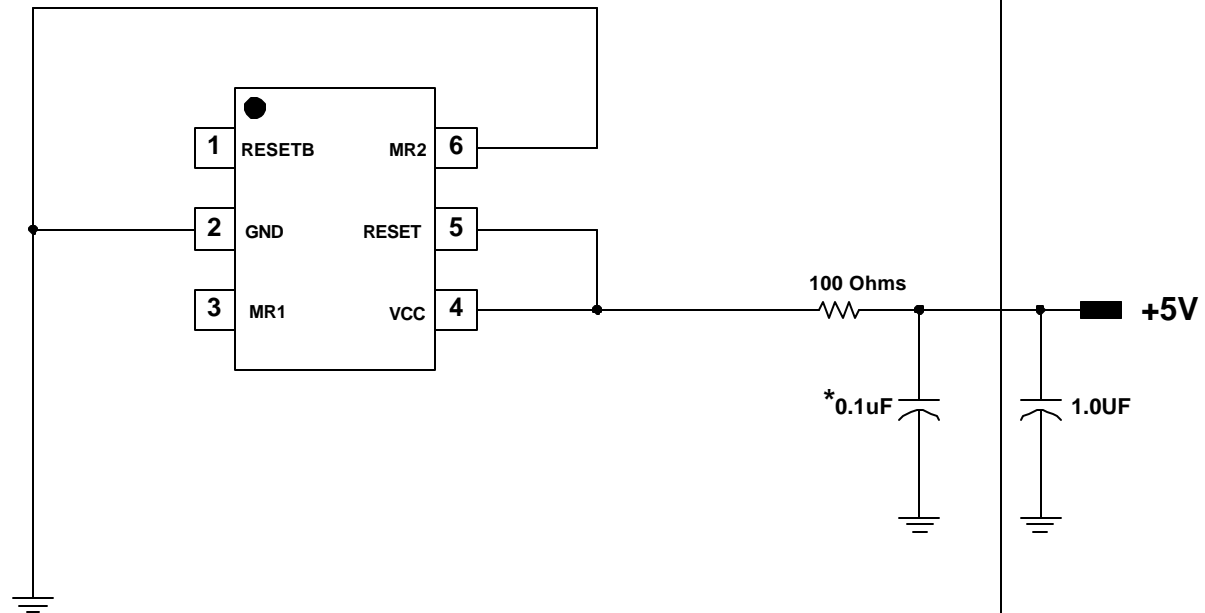 1 RESETB MR2 6
2 GND RESET 5
3 MR1 VCC 4
100 Ohms
+5V
*0.1uF
1.0UF